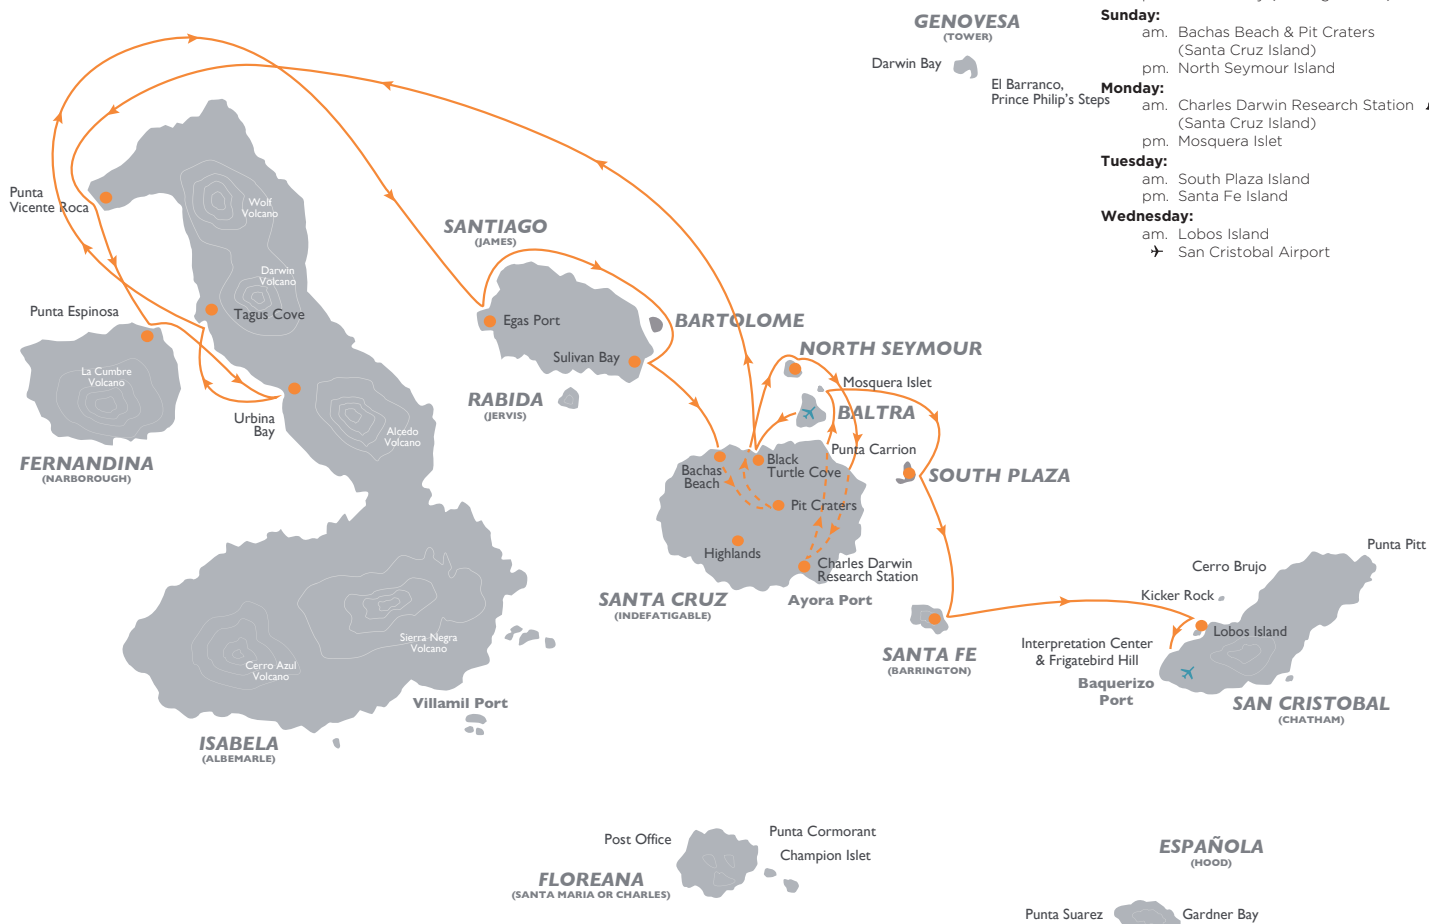 GENOVESA
(TOWER)
Darwin Bay
El Barranco,
Prince Philip's Steps
Sunday:
am. Bachas Beach & Pit Craters
(Santa Cruz Island)
pm. North Seymour Island
Monday:
am. Charles Darwin Research Station
(Santa Cruz Island)
pm. Mosquera Islet
Tuesday:
am. South Plaza Island
pm. Santa Fe Island
Wednesday:
am. Lobos Island
San Cristobal Airport
Punta
Vicente Roca
Wolf
Volcano
Darwin
Volcano
Tagus Cove
Punta Espinosa
La Cumbre
Volcano
FERNANDINA
(NARBOROUGH)
Urbina
Bay
Alcedo
Volcano
SANTIAGO
(JAMES)
Egas Port
Sulivan Bay
BARTOLOME
RABIDA
(JERVIS)
NORTH SEYMOUR
Mosquera Islet
BALTRA
Punta Carrion
Black
Turtle Cove
Bachas
Beach
Pit Craters
Highlands
Charles Darwin
Research Station
SANTA CRUZ
(INDEFATIGABLE)
Ayora Port
SOUTH PLAZA
SANTA FE
(BARRINGTON)
Punta Pitt
Cerro Brujo
Kicker Rock
Lobos Island
Interpretation Center
& Frigatebird Hill
Baquerizo
Port
SAN CRISTOBAL
(CHATHAM)
Sierra Negra
Volcano
Cerro Azul
Volcano
Villamil Port
ISABELA
(ALBEMARLE)
Post Office
Punta Cormorant
Champion Islet
FLOREANA
(SANTA MARIA OR CHARLES)
ESPAÑOLA
(HOOD)
Punta Suarez
Gardner Bay